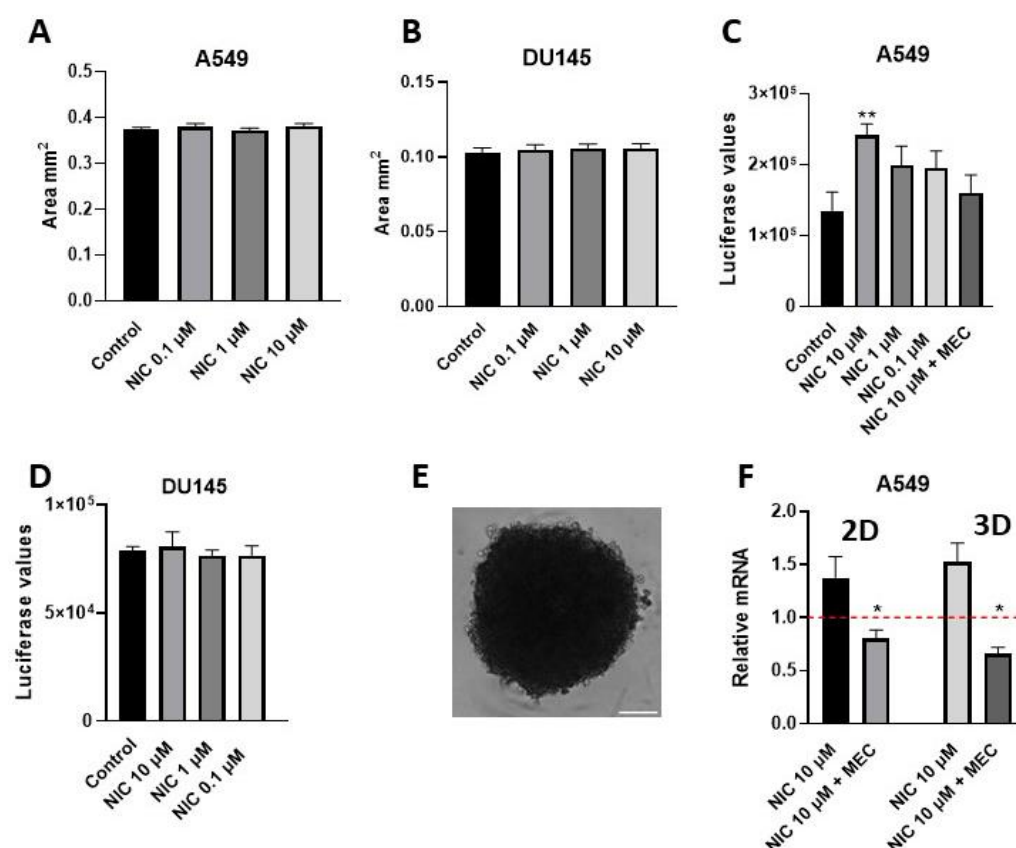 A
A549
0.5
0.4
0.3
0.2
0.1
0.0
Area mm²
Control
NIC 0.1 µM
NIC 1 µM
NIC 10 µM
B
DU145
0.15
0.10
0.05
0.00
Area mm²
Control
NIC 0.1 µM
NIC 1 µM
NIC 10 µM
C
A549
3×10⁵
2×10⁵
1×10⁵
0
Luciferase values
**
Control
NIC 10 µM
NIC 1 µM
NIC 0.1 µM
NIC 10 µM + MEC
D
DU145
1×10⁵
5×10⁴
0
Luciferase values
Control
NIC 10 µM
NIC 1 µM
NIC 0.1 µM
E
F
A549
2D
3D
2.0
1.5
1.0
0.5
0.0
Relative mRNA
*
*
NIC 10 µM
NIC 10 µM + MEC
NIC 10 µM
NIC 10 µM + MEC